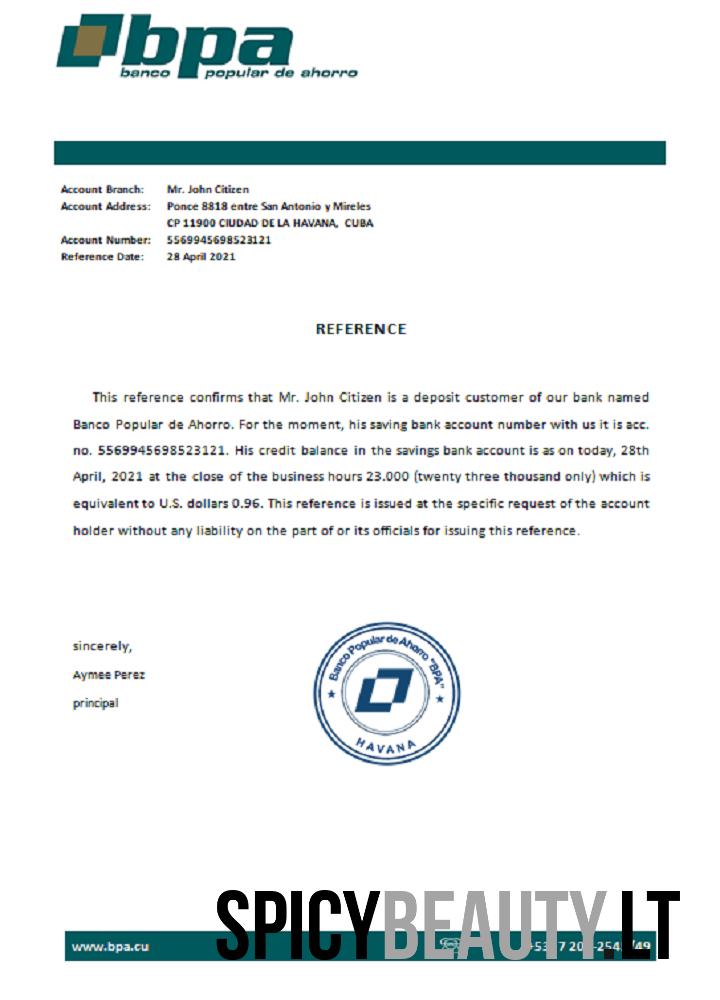 bpa
banco popular de ahorro
Account Branch: Mr. John Citizen
Account Address: Ponce 8818 entre San Antonio y Mireles
CP 11900 CIUDAD DE LA HAVANA, CUBA
Account Number: 5569945698523121
Reference Date: 28 April 2021
REFERENCE
This reference confirms that Mr. John Citizen is a deposit customer of our bank named
Banco Popular de Ahorro. For the moment, his saving bank account number with us it is acc.
no. 5569945698523121. His credit balance in the savings bank account is as on today, 28th
April, 2021 at the close of the business hours 23.000 (twenty three thousand only) which is
equivalent to U.S. dollars 0.96. This reference is issued at the specific request of the account
holder without any liability on the part of or its officials for issuing this reference.
sincerely,
Aymee Perez
principal
Banco Popular de Ahorro "BPA"
HAVANA
SPICYBEAUTY.LT
www.bpa.cu